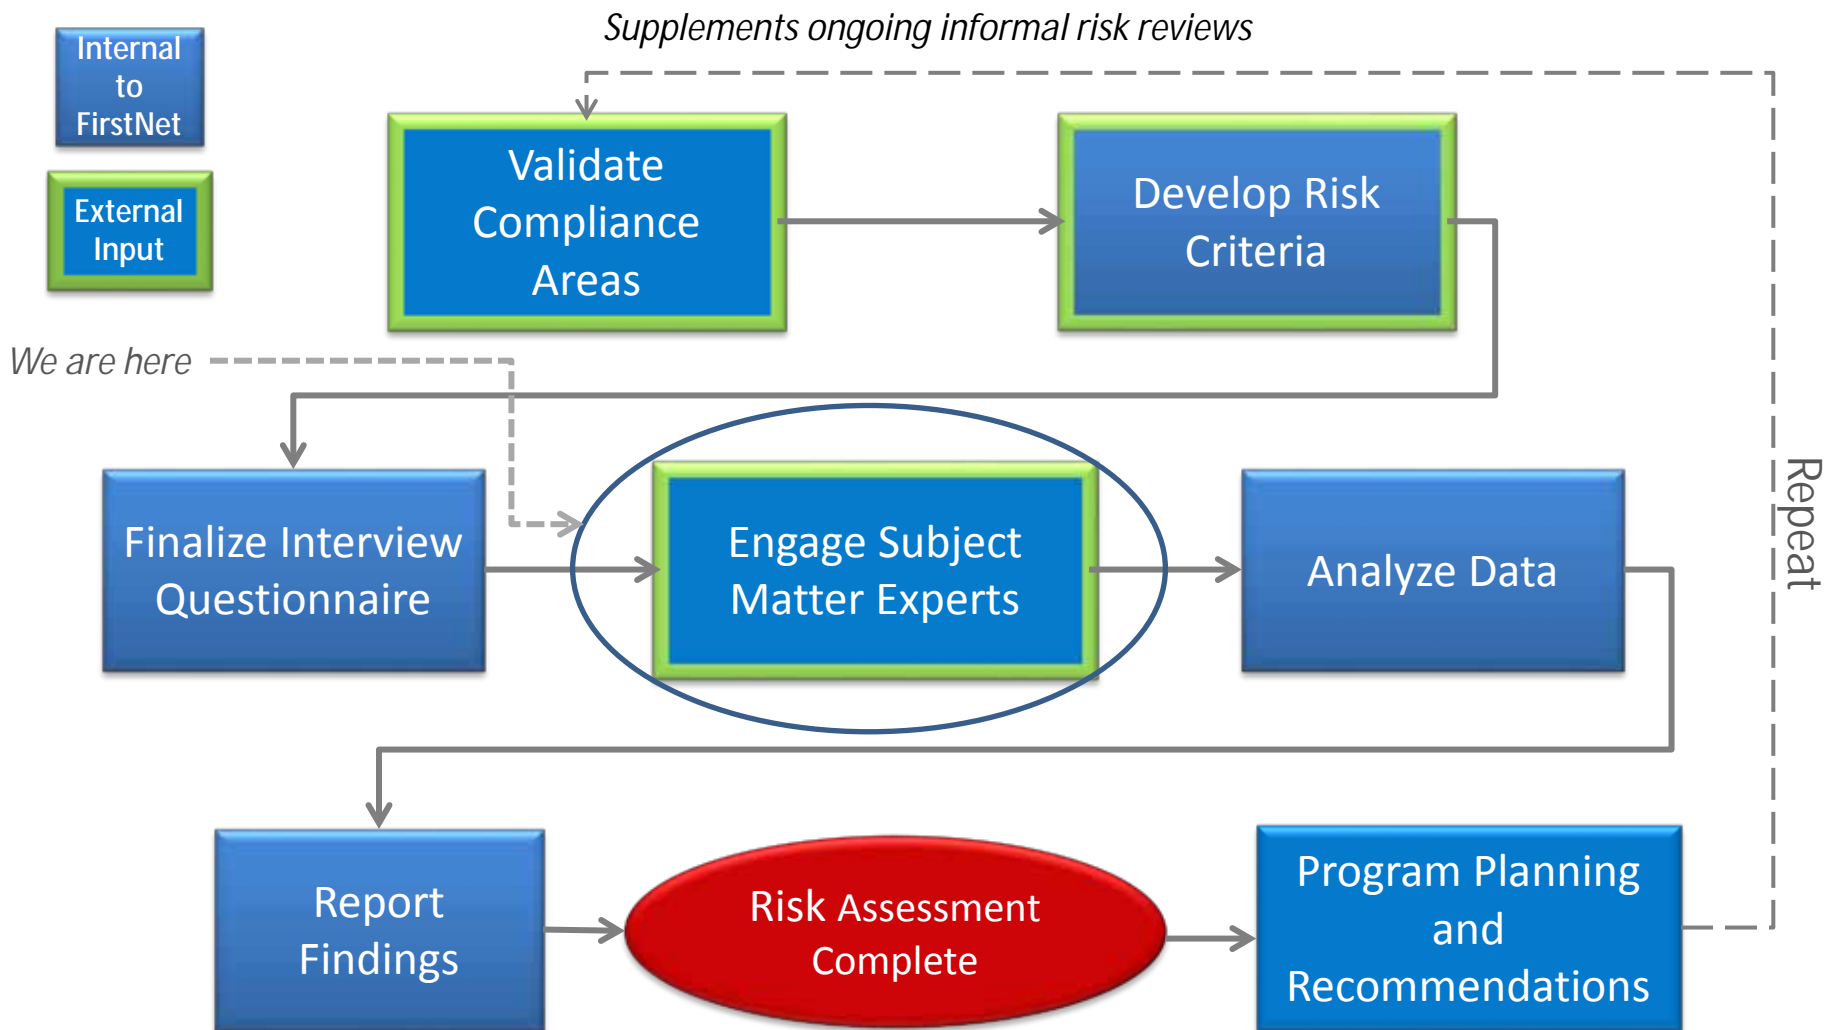 Supplements ongoing informal risk reviews
Internal
to
FirstNet
External
Input
Validate
Compliance
Areas
Develop Risk
Criteria
We are here
Finalize Interview
Questionnaire
Engage Subject
Matter Experts
Analyze Data
Repeat
Report
Findings
Risk Assessment
Complete
Program Planning
and
Recommendations